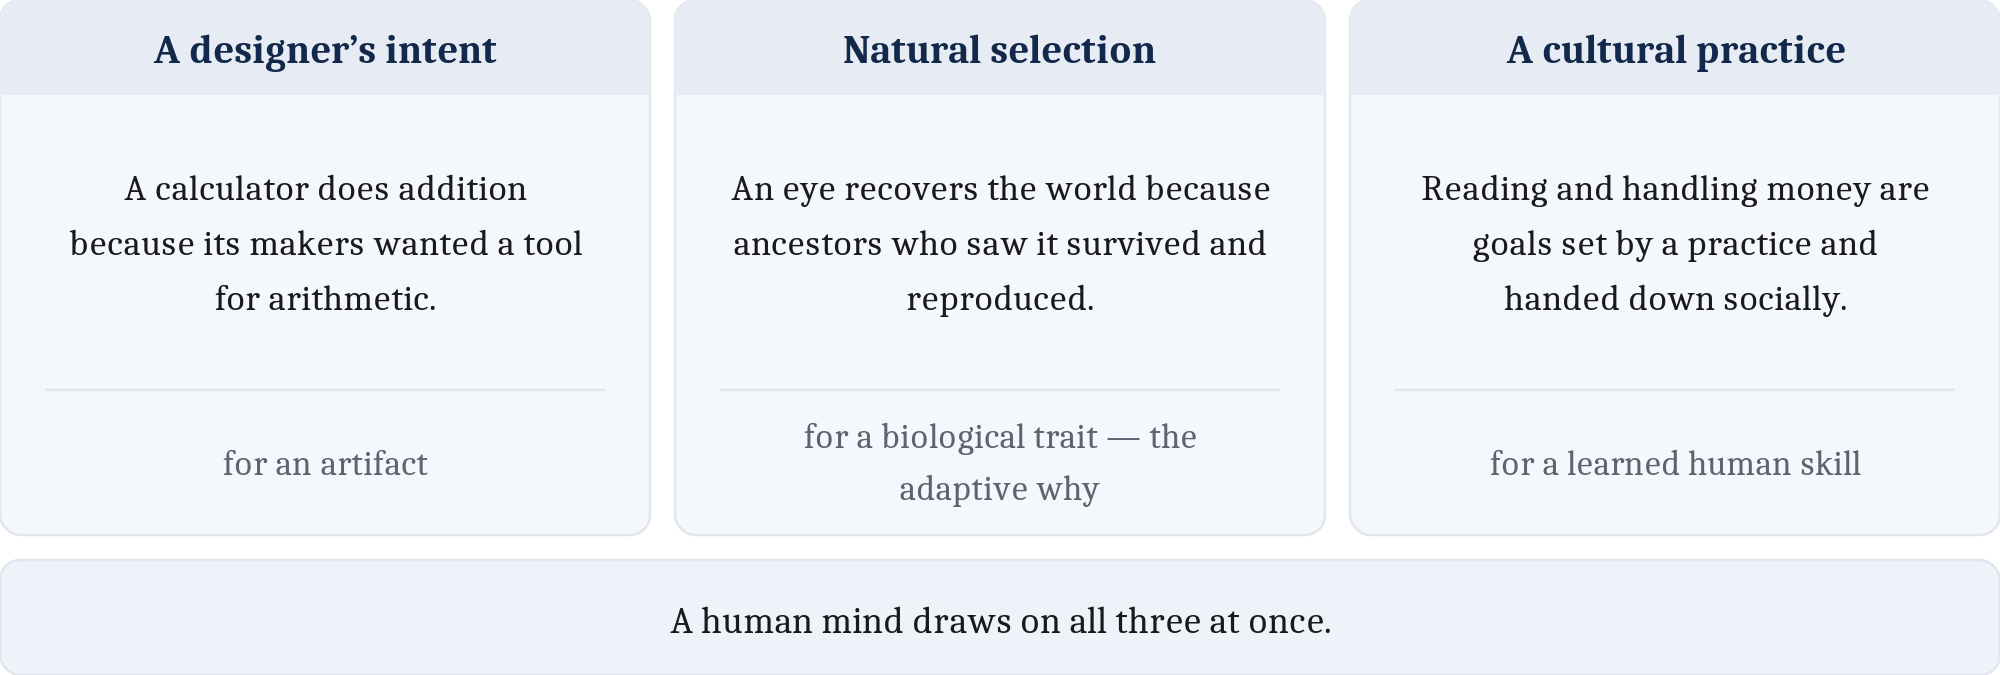 A designer’s intent
A calculator does addition
because its makers wanted a tool
for arithmetic.
for an artifact
Natural selection
An eye recovers the world because
ancestors who saw it survived and
reproduced.
for a biological trait — the
adaptive why
A cultural practice
Reading and handling money are
goals set by a practice and
handed down socially.
for a learned human skill
A human mind draws on all three at once.